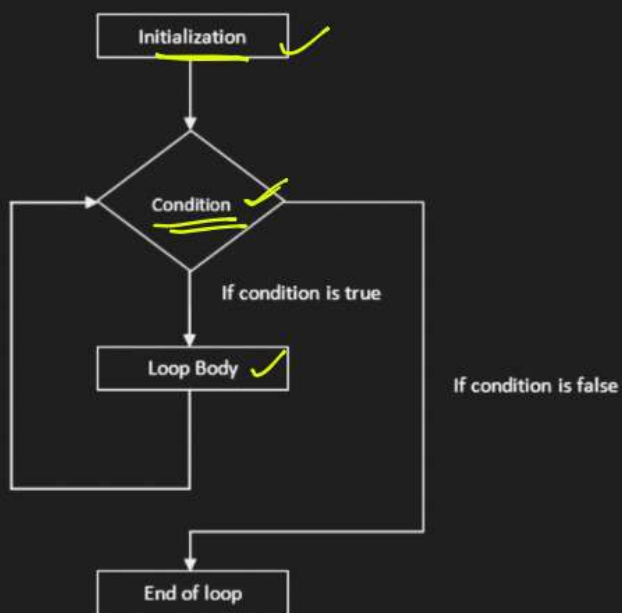 Initialization
Condition
If condition is true
Loop Body
If condition is false
End of loop